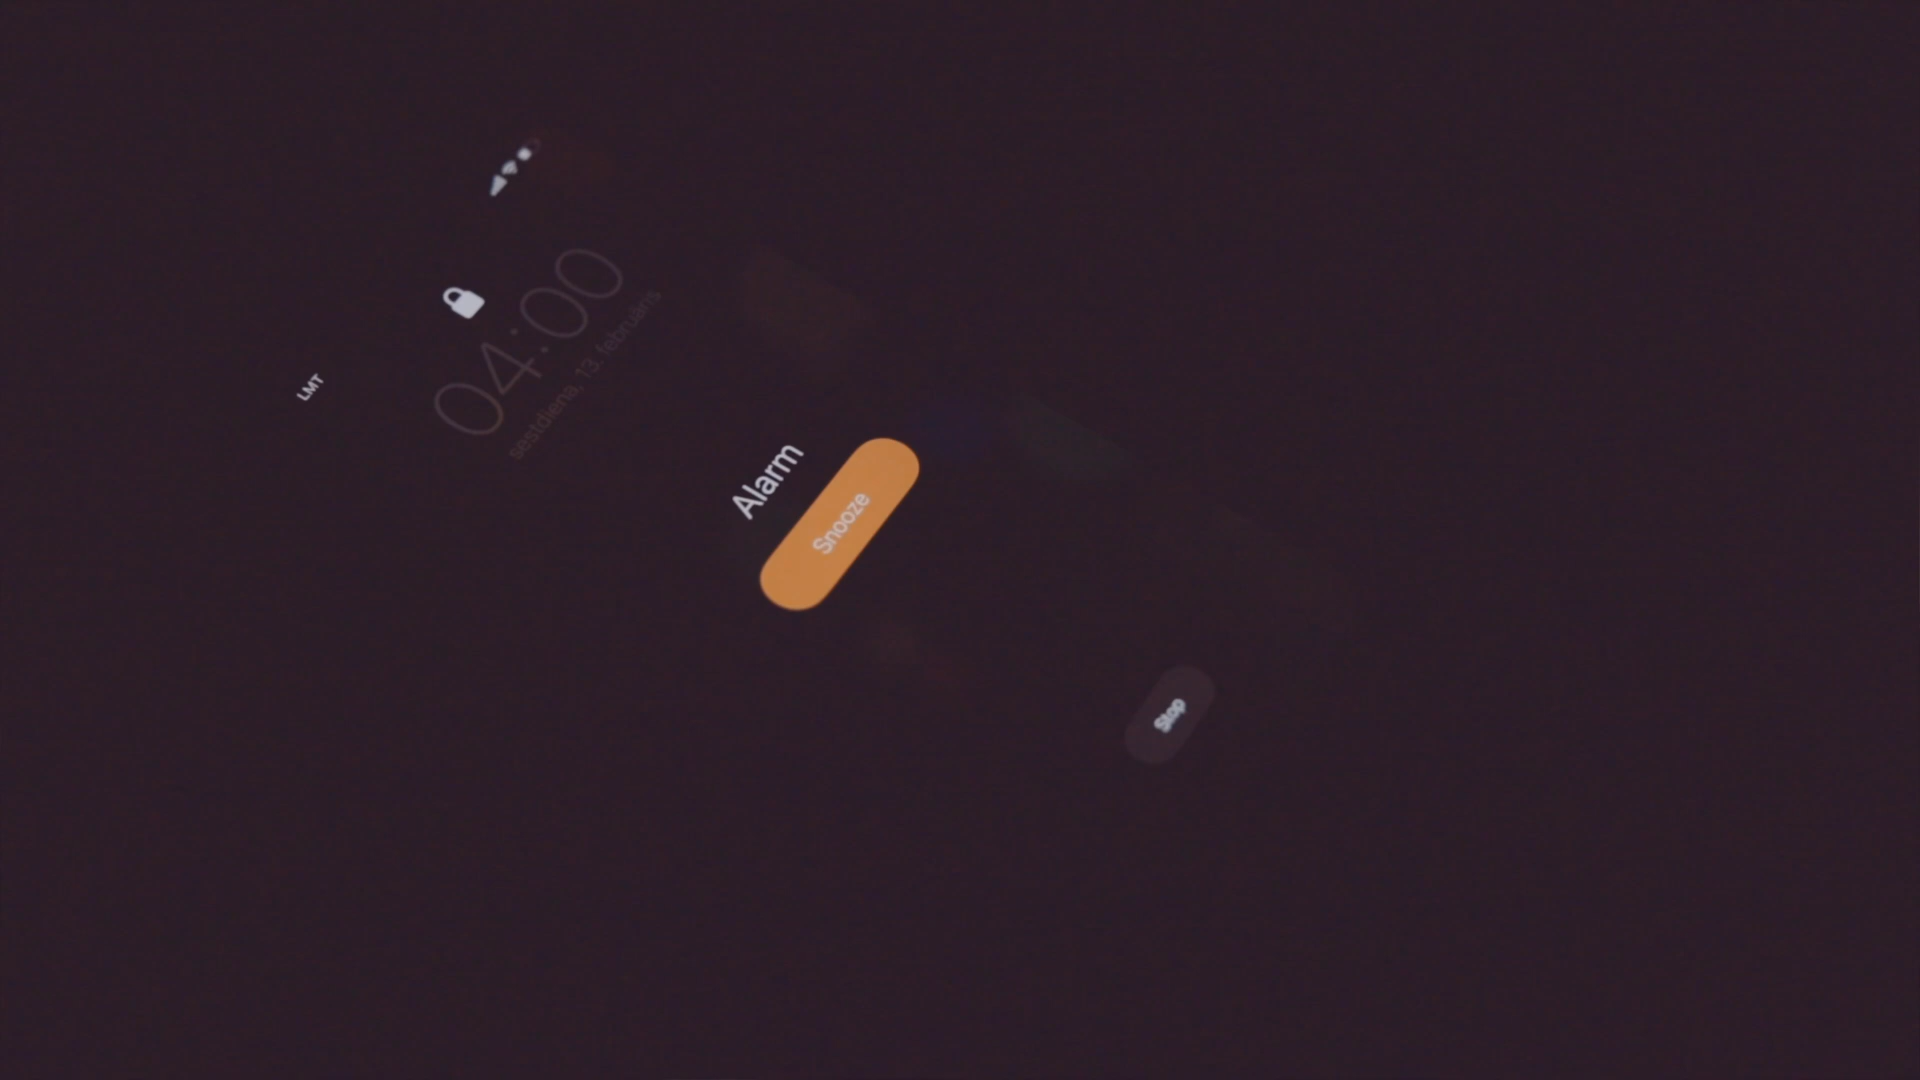 LMT
04:00
sestdiena, 13. februāris
Alarm
Snooze
Stop